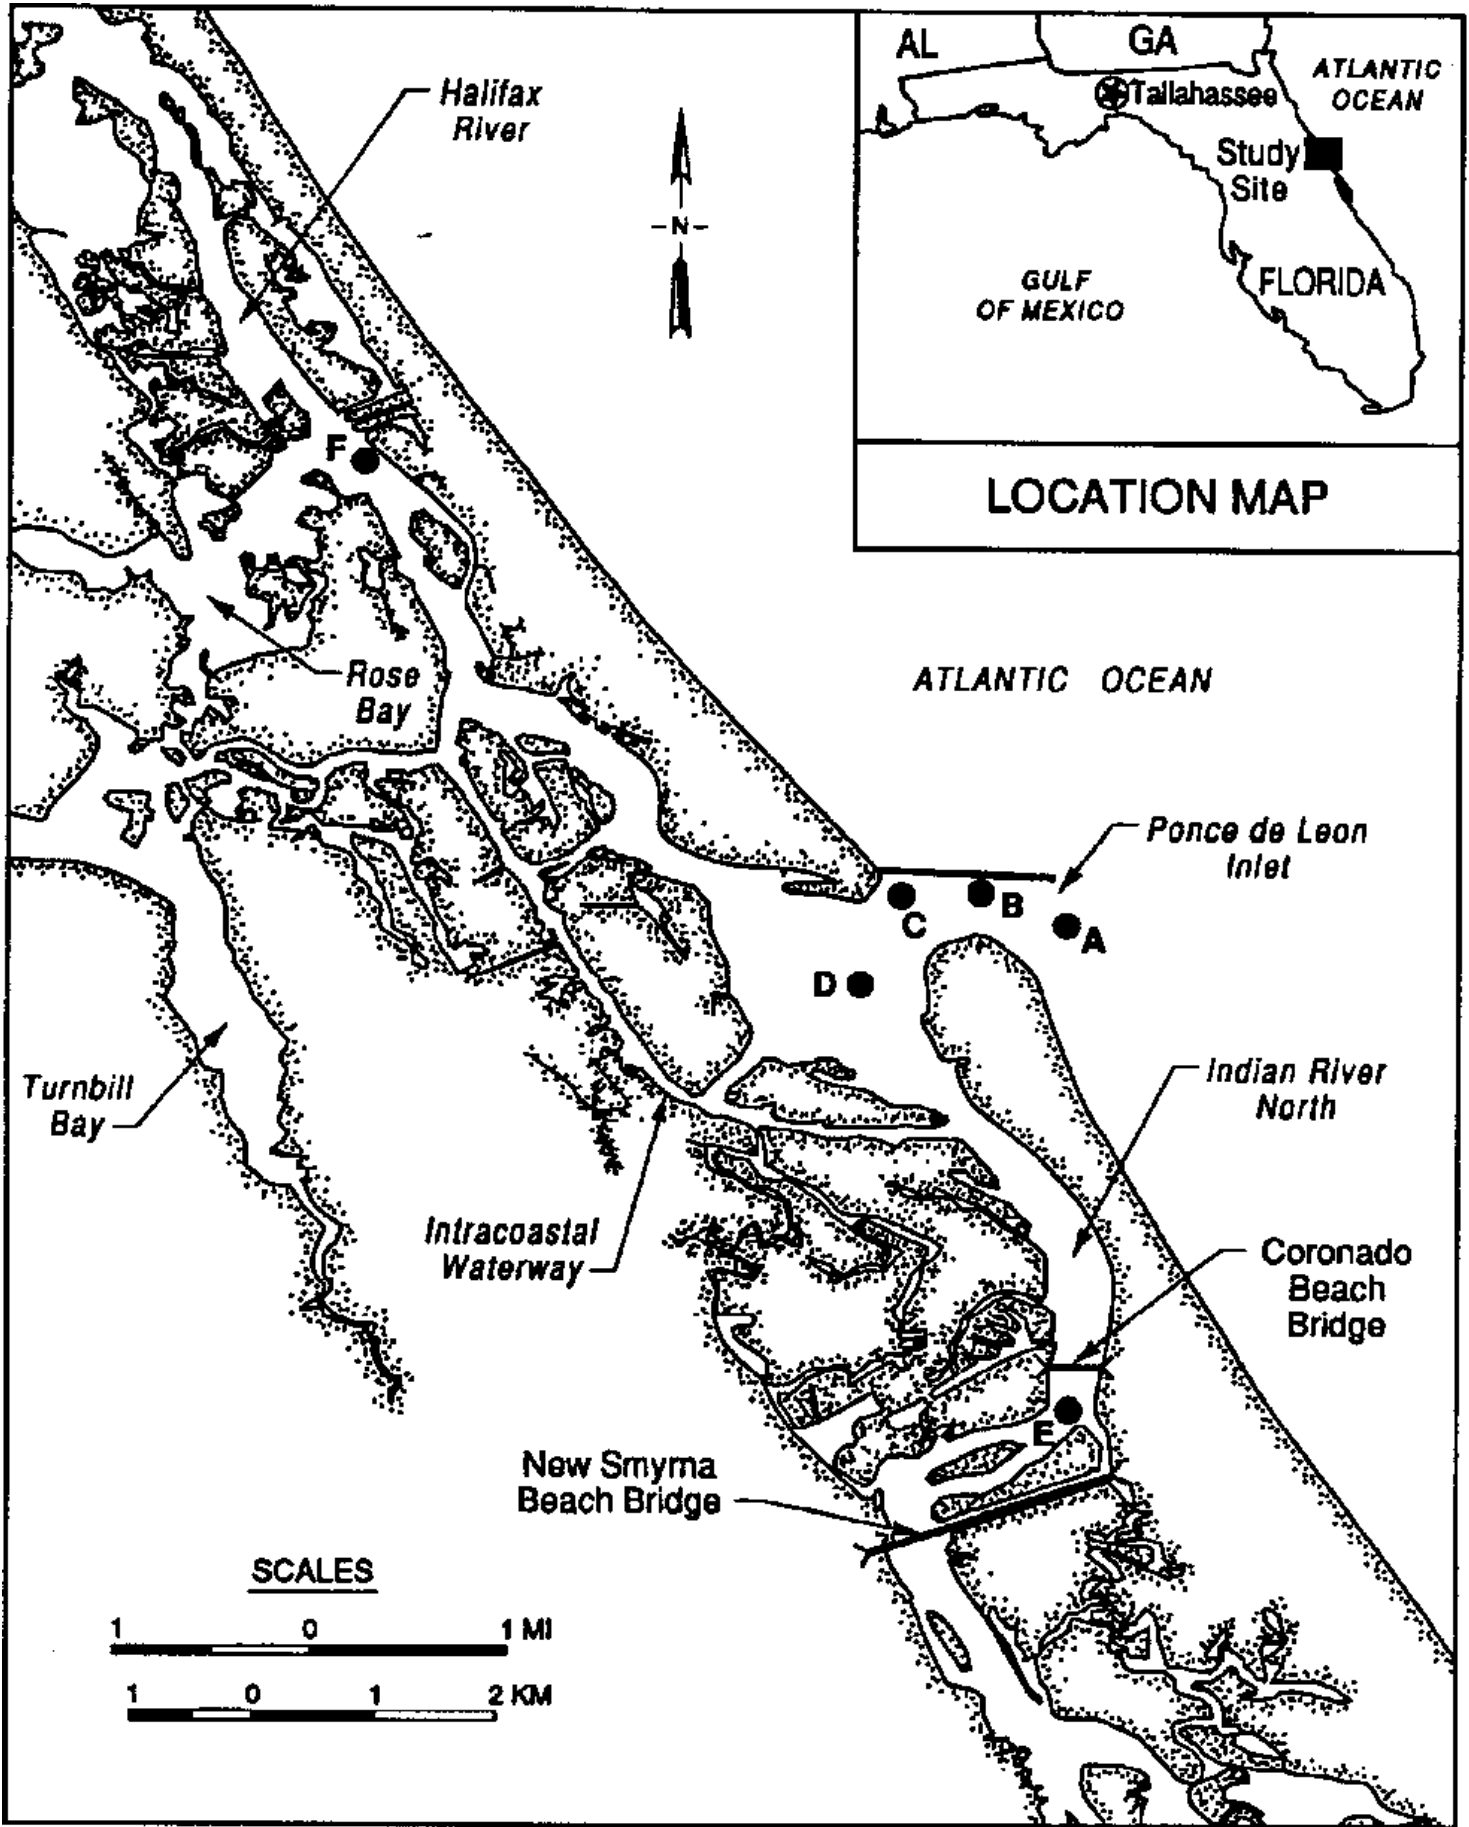 Halifax
River
-N-
AL
GA
ATLANTIC
OCEAN
Tallahassee
Study
Site
GULF
OF MEXICO
FLORIDA
LOCATION MAP
F
Rose
Bay
ATLANTIC OCEAN
Ponce de Leon
Inlet
C
B
A
D
Turnbill
Bay
Indian River
North
Intracoastal
Waterway
Coronado
Beach
Bridge
E
New Smyrna
Beach Bridge
SCALES
1 0 1 MI
1 0 1 2 KM